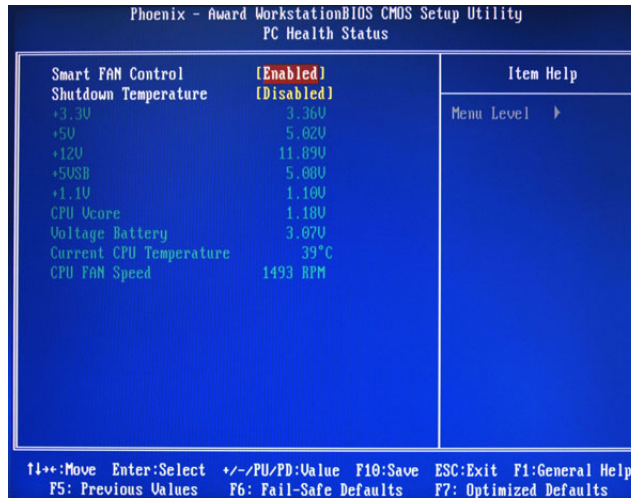 Phoenix - Award WorkstationBIOS CMOS Setup Utility
PC Health Status
Smart FAN Control [Enabled]
Shutdown Temperature [Disabled]
+3.3V 3.36V
+5V 5.02V
+12V 11.89V
+5VSB 5.08V
+1.1V 1.10V
CPU Vcore 1.18V
Voltage Battery 3.07V
Current CPU Temperature 39°C
CPU FAN Speed 1493 RPM
Item Help
Menu Level ▸
↑↓→←:Move Enter:Select +/-/PU/PD:Value F10:Save ESC:Exit F1:General Help
F5: Previous Values F6: Fail-Safe Defaults F7: Optimized Defaults